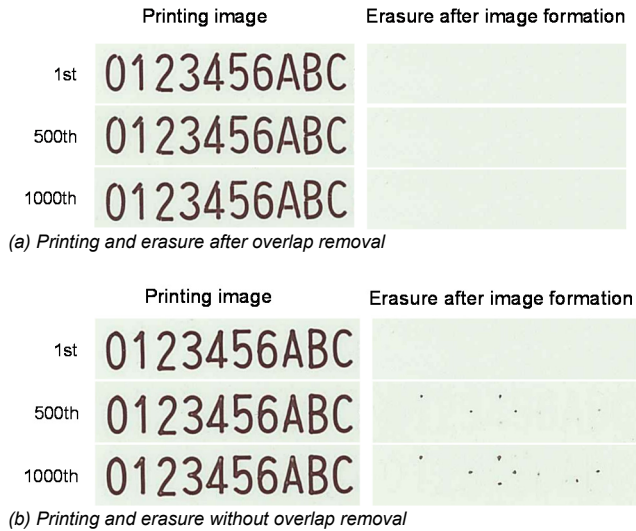 Printing image Erasure after image formation
1st 0123456ABC
500th 0123456ABC
1000th 0123456ABC
(a) Printing and erasure after overlap removal
Printing image Erasure after image formation
1st 0123456ABC
500th 0123456ABC
1000th 0123456ABC
(b) Printing and erasure without overlap removal